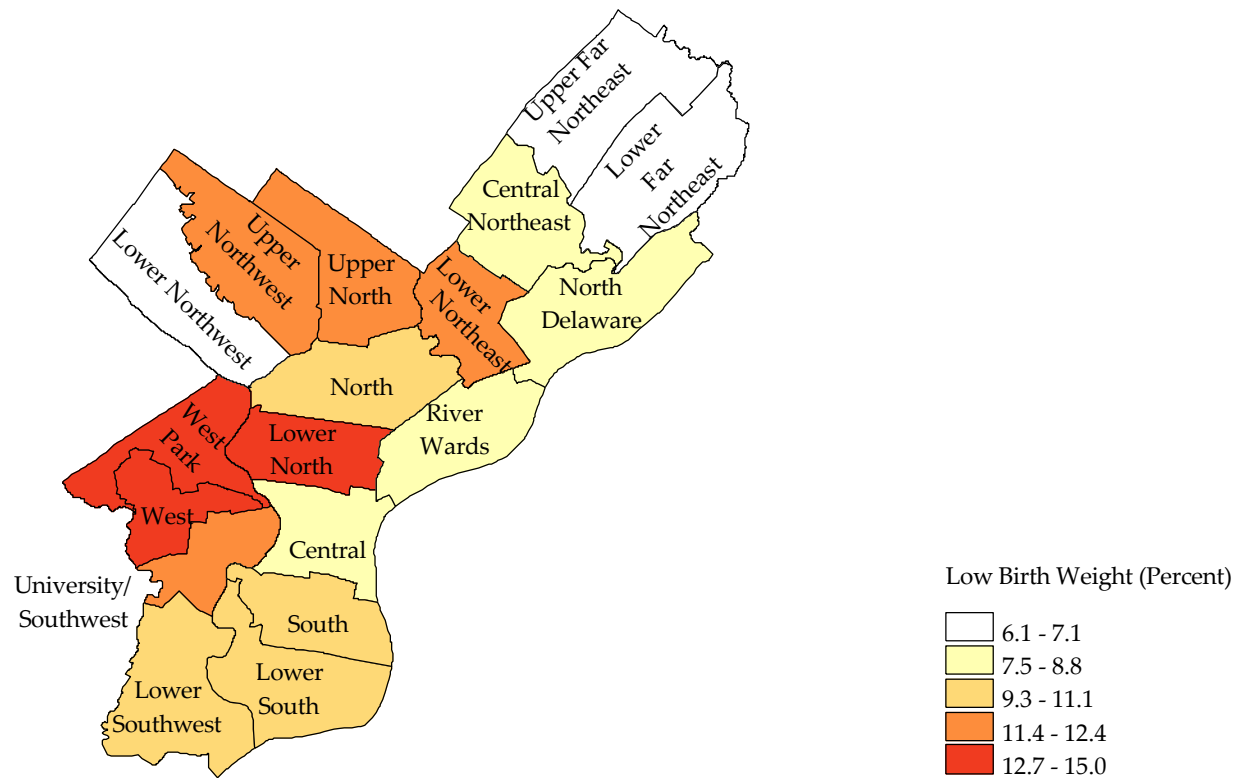 Upper Far
Northeast
Lower
Far
Northeast
Central
Northeast
Upper
Northwest
Lower Northwest
Upper
North
Lower
Northeast
North
Delaware
North
River
Wards
West
Park
Lower
North
West
Central
University/
Southwest
South
Lower
South
Lower
Southwest
Low Birth Weight (Percent)
6.1 - 7.1
7.5 - 8.8
9.3 - 11.1
11.4 - 12.4
12.7 - 15.0